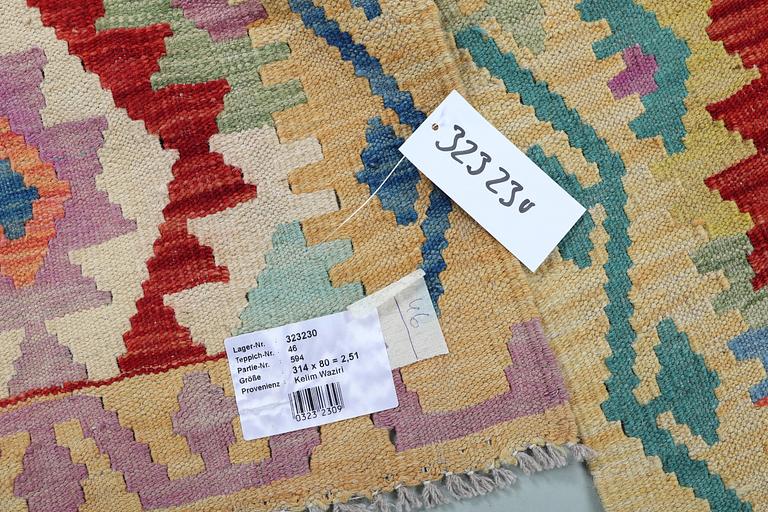 323230
46
Lager-Nr. 323230
Teppich-Nr. 46
Partie-Nr. : 594
Größe : 314 x 80 = 2,51
Provenienz : Kelim Waziri
0323 2309